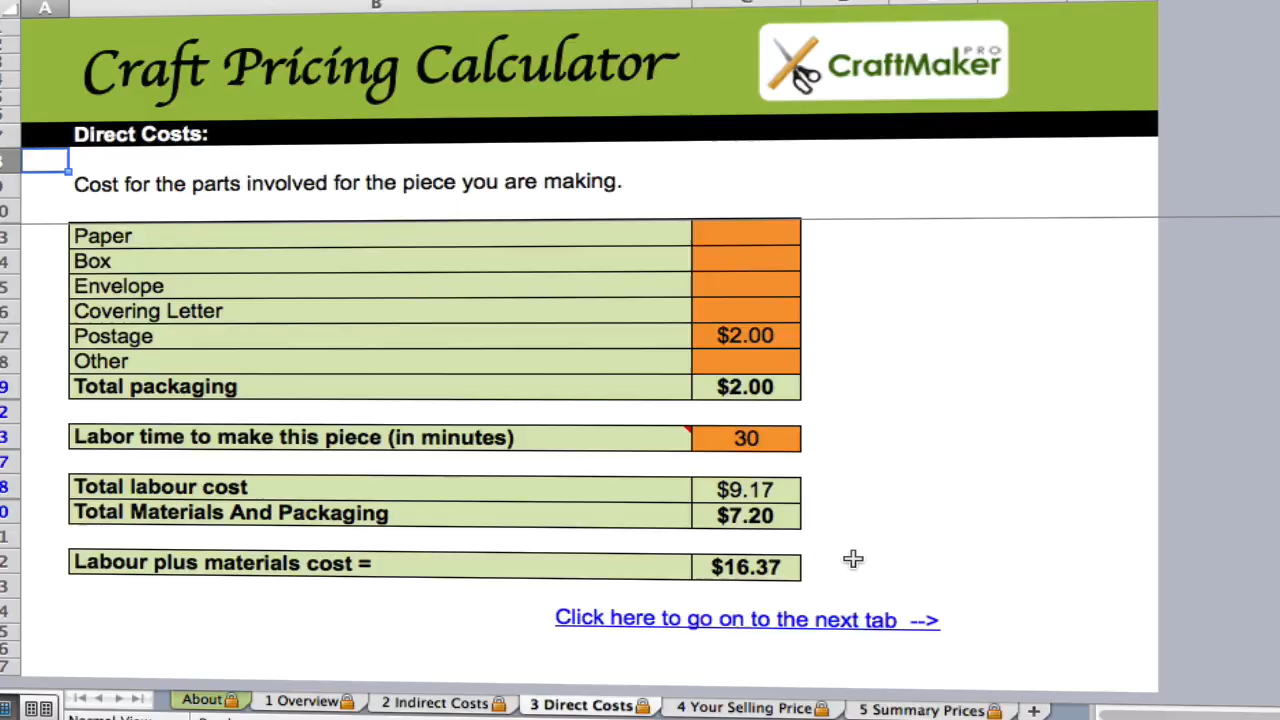 A
Craft Pricing Calculator
CraftMaker PRO
Direct Costs:
Cost for the parts involved for the piece you are making.
Paper
Box
Envelope
Covering Letter
Postage $2.00
Other
Total packaging $2.00
Labor time to make this piece (in minutes) 30
Total labour cost $9.17
Total Materials And Packaging $7.20
Labour plus materials cost = $16.37
Click here to go on to the next tab -->
About 1 Overview 2 Indirect Costs 3 Direct Costs 4 Your Selling Price 5 Summary Prices +